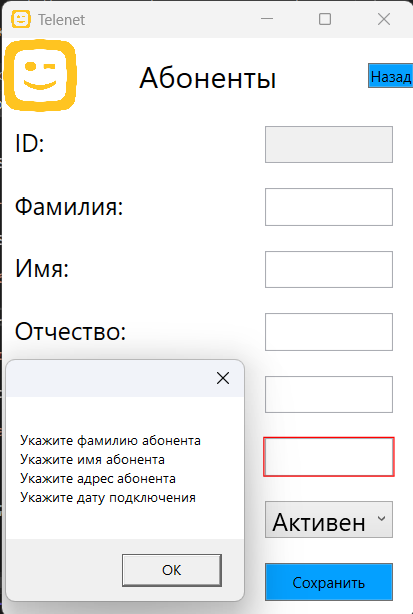 Telenet
Абоненты
Назад
ID:
Фамилия:
Имя:
Отчество:
Укажите фамилию абонента
Укажите имя абонента
Укажите адрес абонента
Укажите дату подключения
OK
Активен
Сохранить